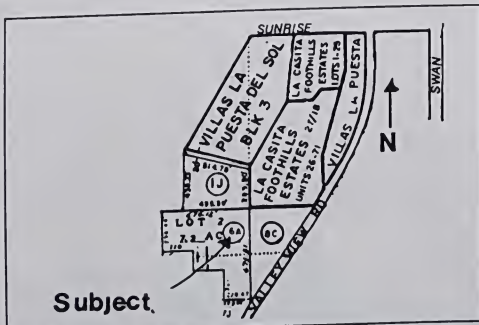 SUNRISE
SWAN
N
VILLAS LA
PUESTA DEL SOL
BLK 3
LA CASITA
FOOTHILLS
ESTATES
LOTS 1-25
VILLAS LA PUESTA
LA CASITA
FOOTHILLS
ESTATES 27/18
UNITS 26-71
VALLEY VIEW RD
1J
LOT 2
7.2 AC
6A
8C
Subject.